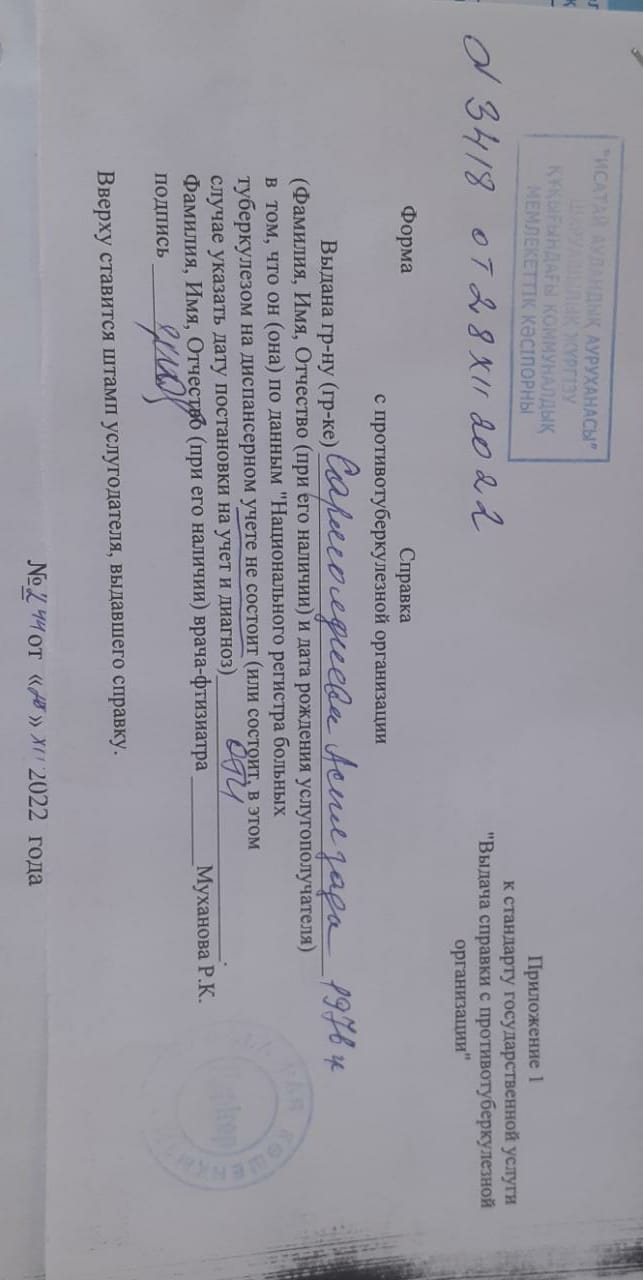 "ИСАТАЙ АУДАНДЫҚ АУРУХАНАСЫ"
ШАРУАШЫЛЫҚ ЖҮРГІЗУ
ҚҰҚЫҒЫНДАҒЫ КОММУНАЛДЫҚ
МЕМЛЕКЕТТІК КӘСІПОРНЫ
N 3418 от 28 XII 2022
Приложение 1
к стандарту государственной услуги
"Выдача справки с противотуберкулезной
организации"
Форма
Справка
с противотуберкулезной организации
Выдана гр-ну (гр-ке) 1978
(Фамилия, Имя, Отчество (при его наличии) и дата рождения услугополучателя)
в том, что он (она) по данным "Национального регистра больных
туберкулезом на диспансерном учете не состоит (или состоит, в этом
случае указать дату постановки на учет и диагноз)
Фамилия, Имя, Отчество (при его наличии) врача-фтизиатра Муханова Р.К.
подпись
Вверху ставится штамп услугодателя, выдавшего справку.
№ от « » XII 2022 года